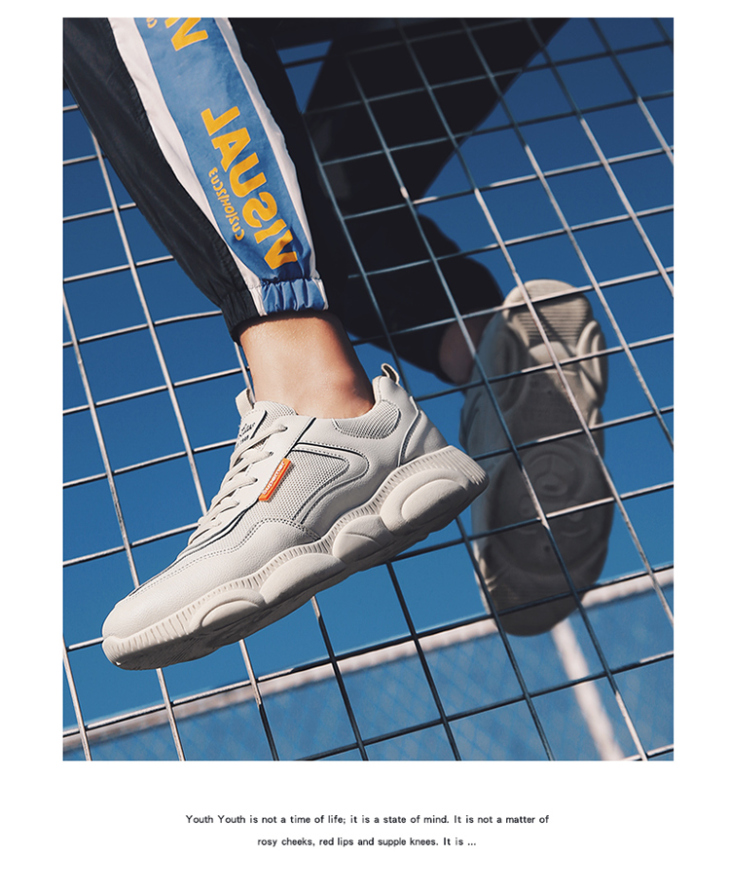 VISUAL
Youth Youth is not a time of life; it is a state of mind. It is not a matter of
rosy cheeks, red lips and supple knees. It is ...